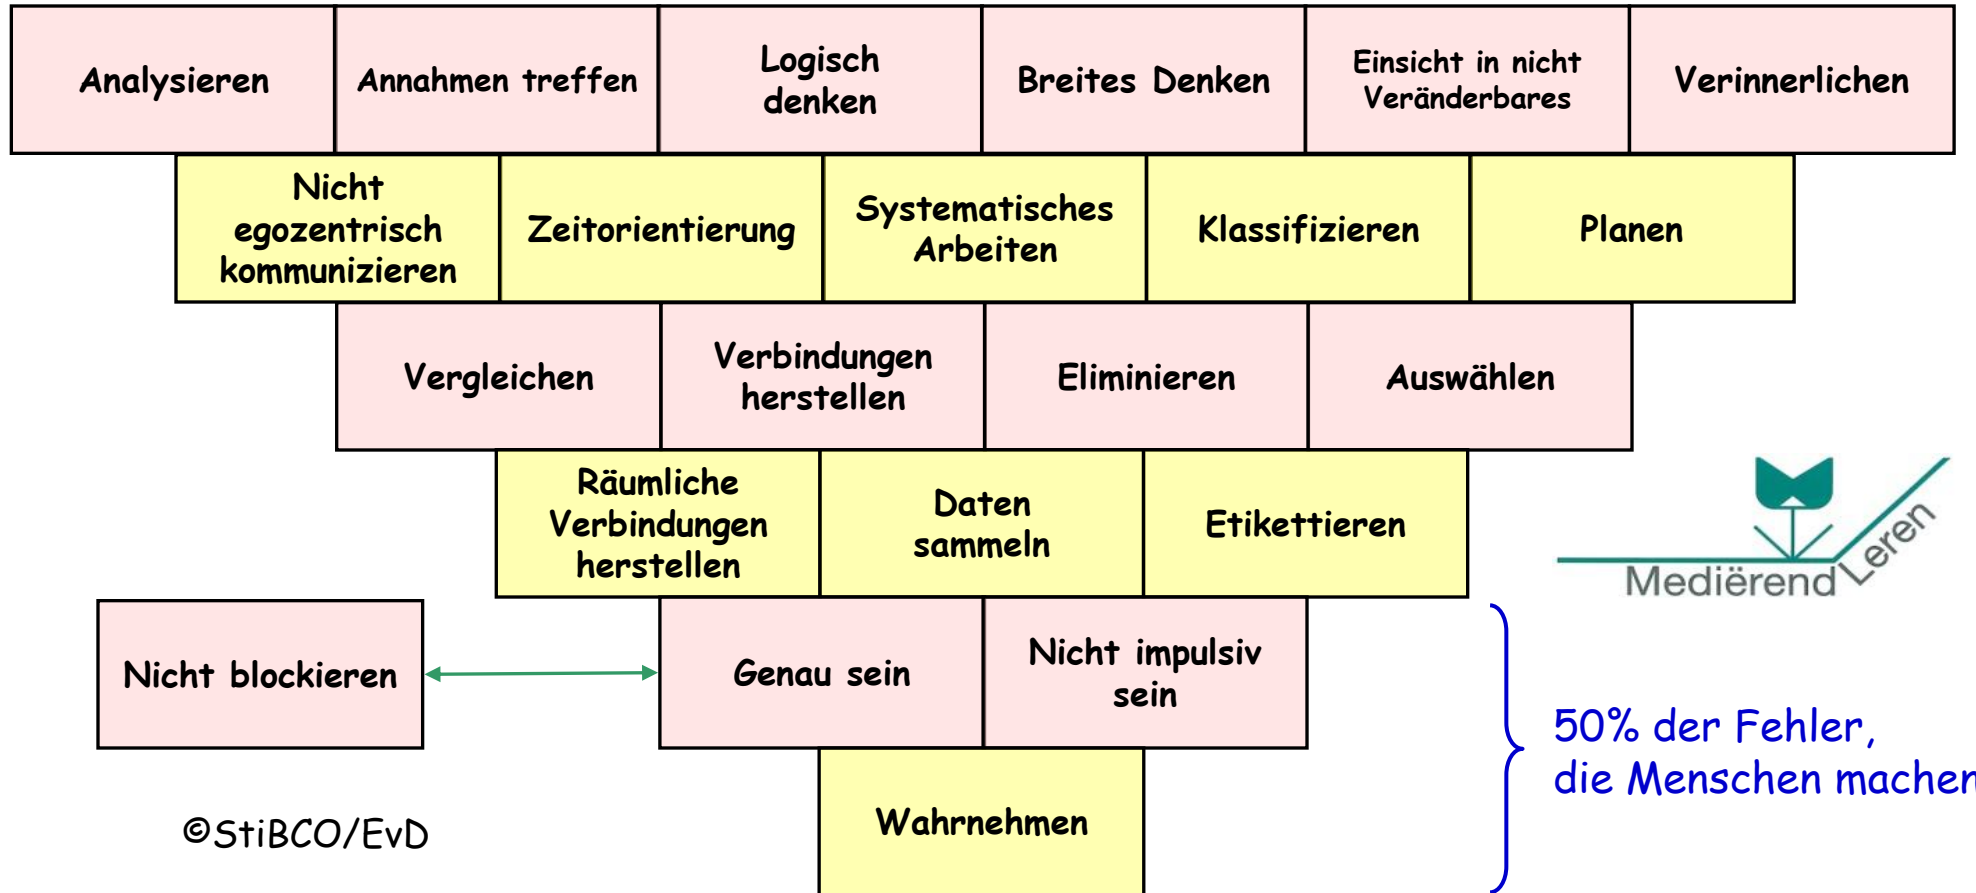 Analysieren
Annahmen treffen
Logisch
denken
Breites Denken
Einsicht in nicht
Veränderbares
Verinnerlichen
Nicht
egozentrisch
kommunizieren
Zeitorientierung
Systematisches
Arbeiten
Klassifizieren
Planen
Vergleichen
Verbindungen
herstellen
Eliminieren
Auswählen
Räumliche
Verbindungen
herstellen
Daten
sammeln
Etikettieren
Mediërend Leren
Nicht blockieren
Genau sein
Nicht impulsiv
sein
50% der Fehler,
die Menschen machen
Wahrnehmen
©StiBCO/EvD